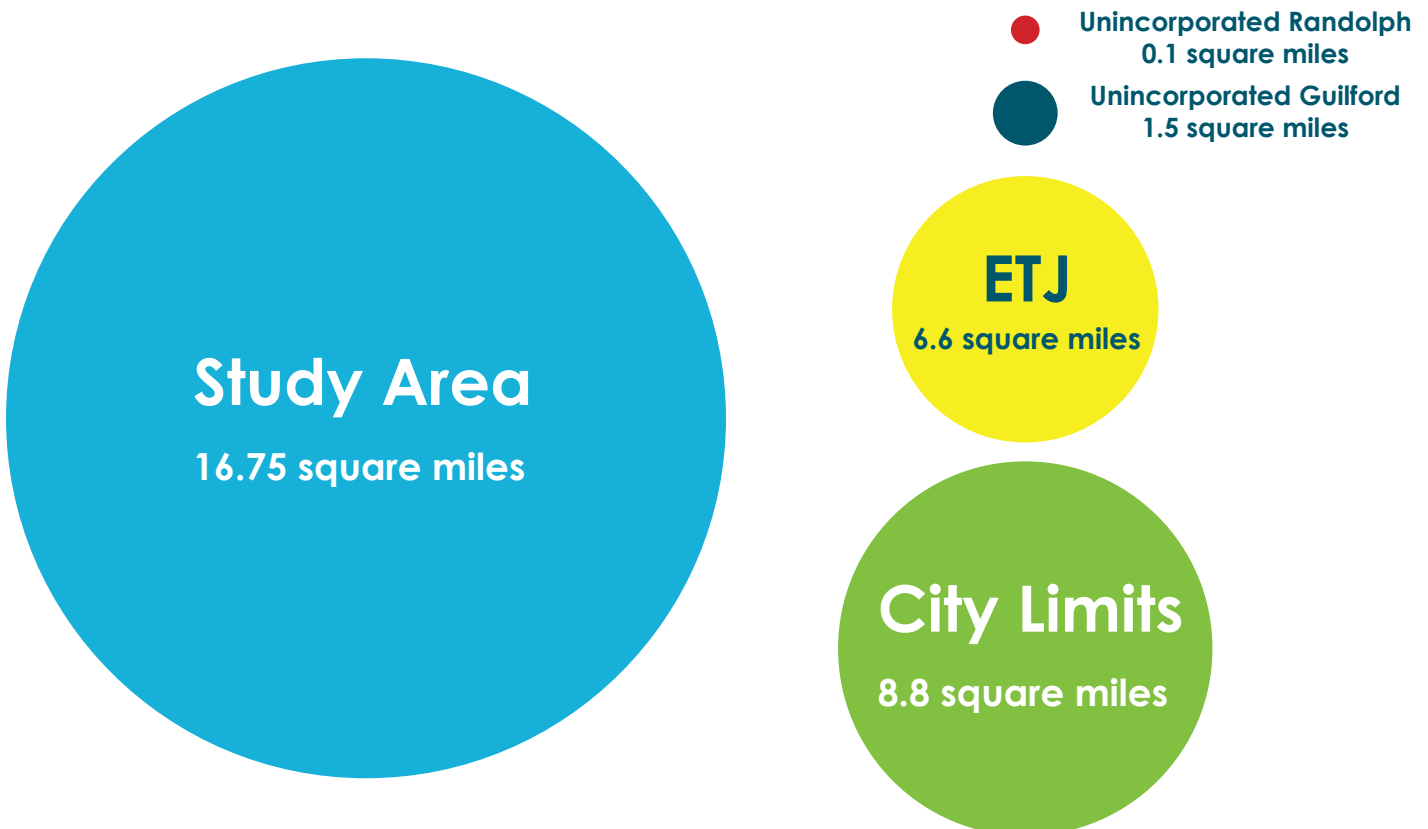 Study Area
16.75 square miles
Unincorporated Randolph
0.1 square miles
Unincorporated Guilford
1.5 square miles
ETJ
6.6 square miles
City Limits
8.8 square miles